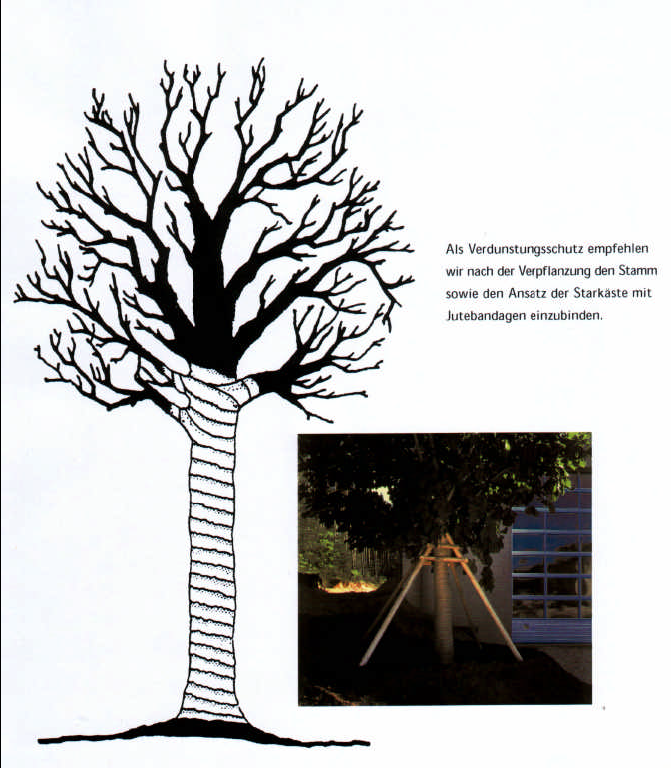 Als Verdunstungsschutz empfehlen
wir nach der Verpflanzung den Stamm
sowie den Ansatz der Starkäste mit
Jutebandagen einzubinden.